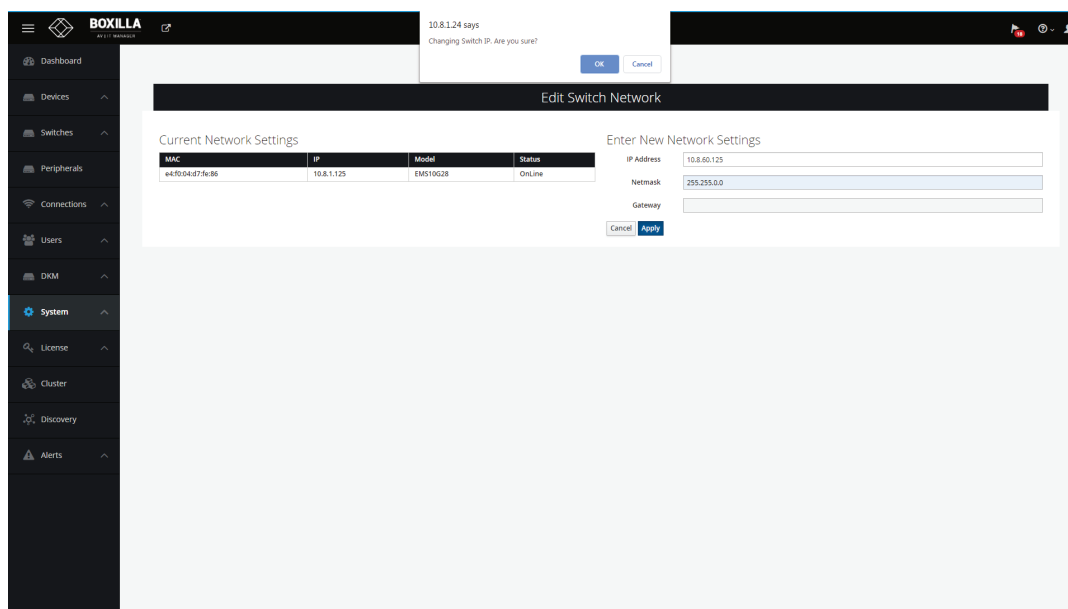 10.8.1.24 says
Changing Switch IP. Are you sure?
OK Cancel
BOXILLA
AV/IT MANAGER
18
Dashboard
Devices
Switches
Peripherals
Connections
Users
DKM
System
License
Cluster
Discovery
Alerts
Edit Switch Network
Current Network Settings
MAC IP Model Status
e4:f0:04:d7:fe:86 10.8.1.125 EMS10G28 OnLine
Enter New Network Settings
IP Address 10.8.60.125
Netmask 255.255.0.0
Gateway
Cancel Apply